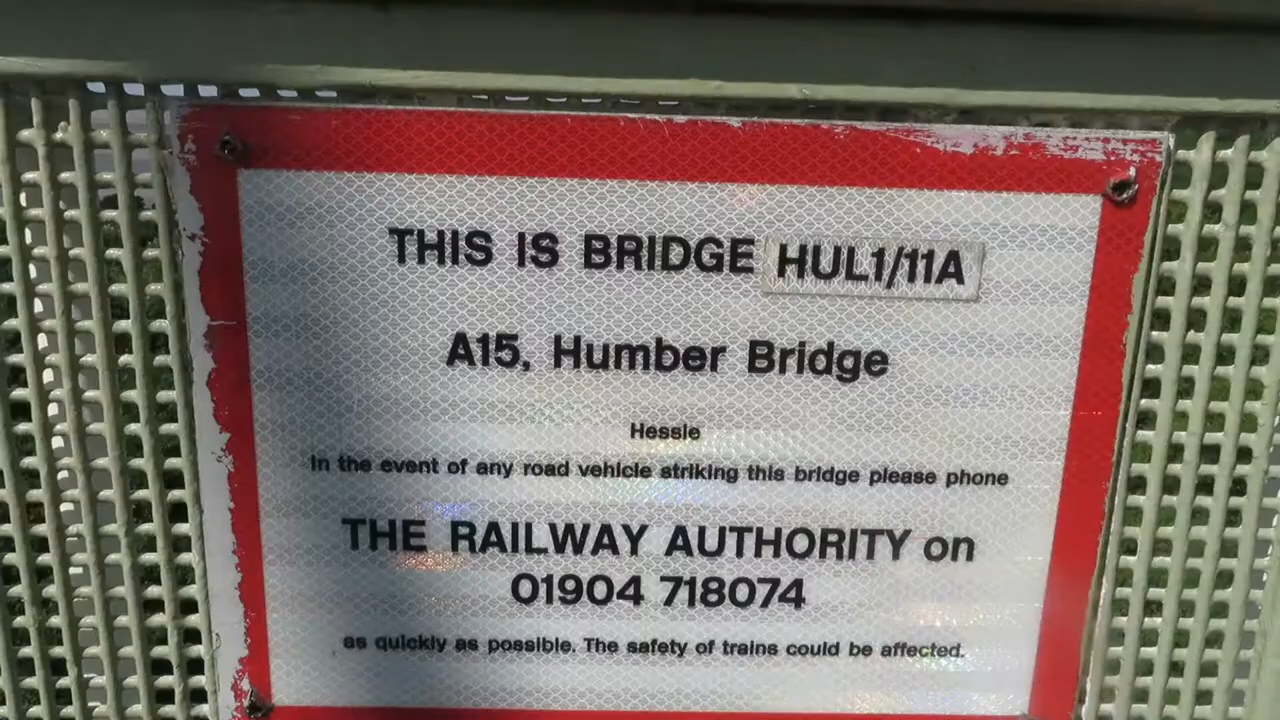 THIS IS BRIDGE HUL1/11A
A15, Humber Bridge
Hessle
In the event of any road vehicle striking this bridge please phone
THE RAILWAY AUTHORITY on
01904 718074
as quickly as possible. The safety of trains could be affected.